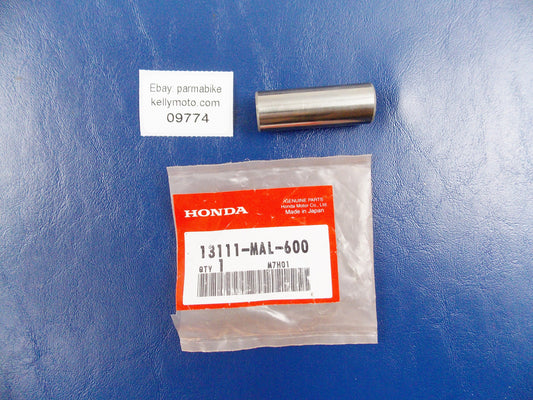 Ebay: parmabike
kellymoto.com
09774
HONDA
GENUINE PARTS
Honda Motor Co., Ltd.
Made in Japan
13111-MAL-600
QTY 1 M7H01